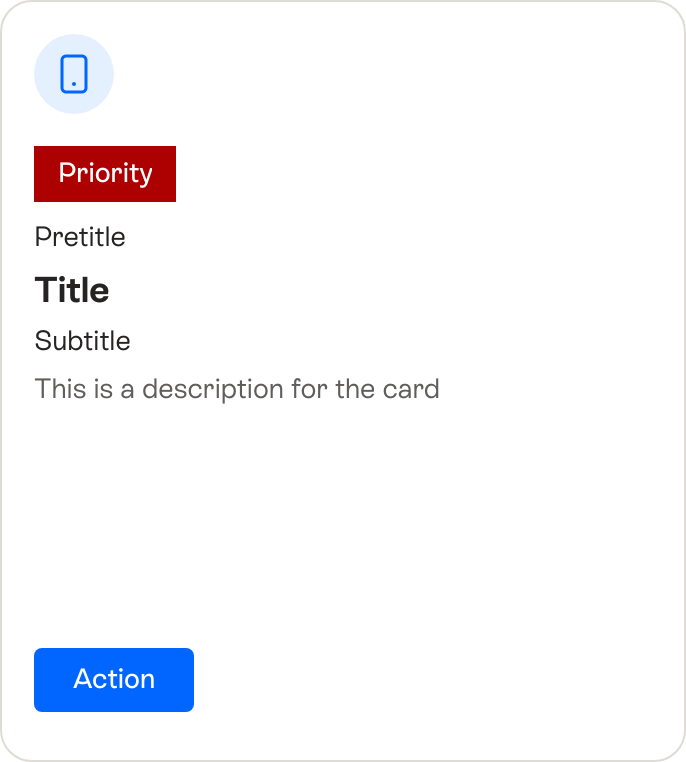 Priority
Pretitle
Title
Subtitle
This is a description for the card
Action